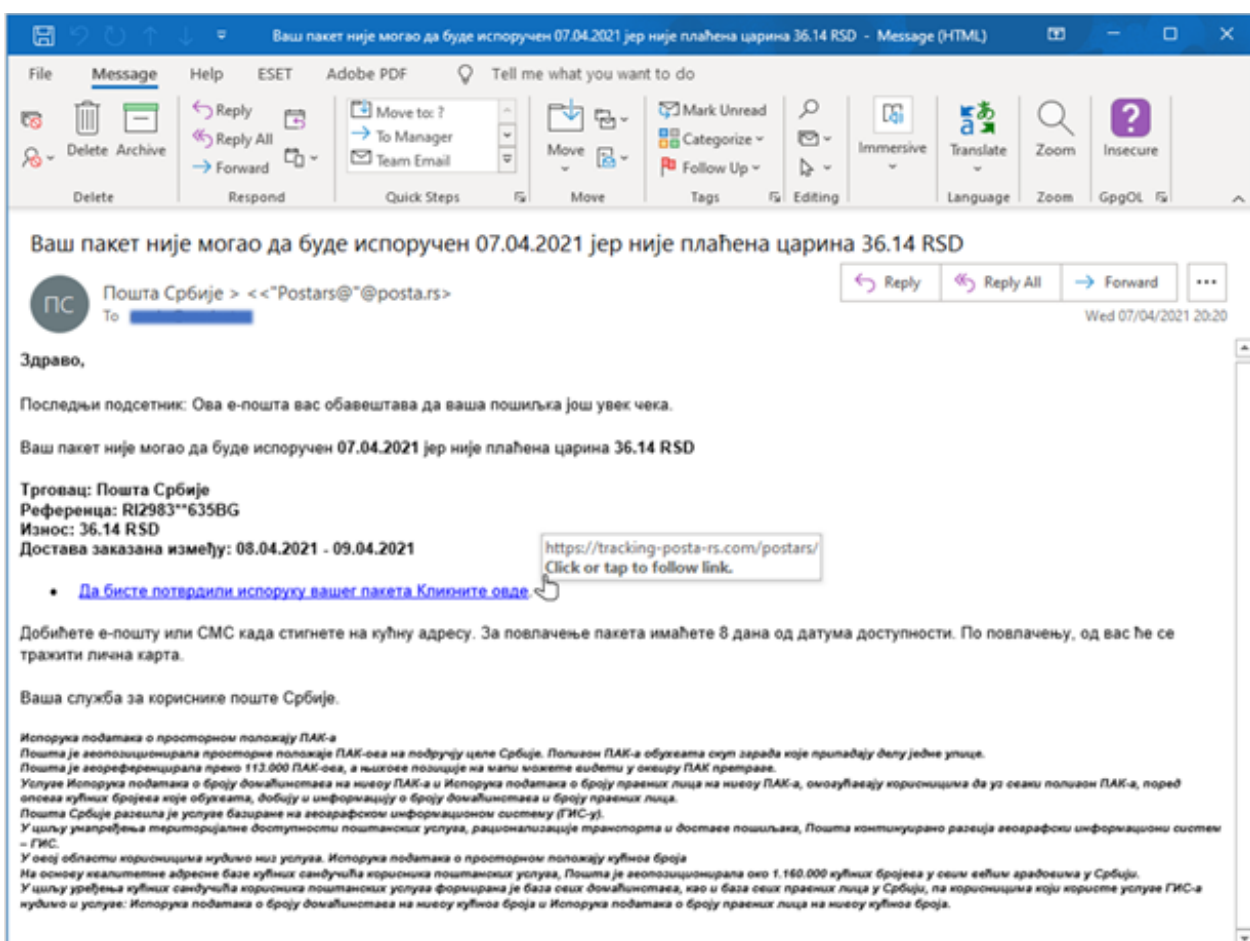 Ваш пакет није могао да буде испоручен 07.04.2021 јер није плаћена царина 36.14 RSD - Message (HTML)
File Message Help ESET Adobe PDF Tell me what you want to do
Delete Archive
Reply
Reply All
Forward
Move to: ?
To Manager
Team Email
Move
Mark Unread
Categorize
Follow Up
Immersive
Translate
Zoom
Insecure
Delete Respond Quick Steps Move Tags Editing Language Zoom GpgOL
Ваш пакет није могао да буде испоручен 07.04.2021 јер није плаћена царина 36.14 RSD
ПС
Пошта Србије > <<"Postars@"@posta.rs>
To
Reply Reply All Forward
Wed 07/04/2021 20:20
Здраво,
Последњи подсетник: Ова е-пошта вас обавештава да ваша пошиљка још увек чека.
Ваш пакет није могао да буде испоручен 07.04.2021 јер није плаћена царина 36.14 RSD
Трговац: Пошта Србије
Референца: RI2983**635BG
Износ: 36.14 RSD
Достава заказана између: 08.04.2021 - 09.04.2021
https://tracking-posta-rs.com/postars/
Click or tap to follow link.
• Да бисте потврдили испоруку вашег пакета Кликните овде.
Добићете е-пошту или СМС када стигнете на кућну адресу. За повлачење пакета имаћете 8 дана од датума доступности. По повлачењу, од вас ће се
тражити лична карта.
Ваша служба за кориснике поште Србије.
Испорука података о просторном положају ПАК-а
Пошта је геопозиционирала просторне положаје ПАК-ова на подручју целе Србије. Полигон ПАК-а обухвата скуп зграда које припадају делу једне улице.
Пошта је геореференцирала преко 113.000 ПАК-ова, а њихове позиције на мапи можете видети у оквиру ПАК претраге.
Услуге Испорука података о броју домаћинстава на нивоу ПАК-а и Испорука података о броју правних лица на нивоу ПАК-а, омогућавају корисницима да уз сваки полигон ПАК-а, поред
опсега кућних бројева које обухвата, добију и информацију о броју домаћинстава и броју правних лица.
Пошта Србије развила је услуге базиране на географском информационом систему (ГИС-у).
У циљу унапређења територијалне доступности поштанских услуга, рационализације транспорта и доставе пошиљака, Пошта континуирано развија географски информациони систем
– ГИС.
У овој области корисницима нудимо низ услуга. Испорука података о просторном положају кућног броја
На основу квалитетне адресне базе кућних сандучића корисника поштанских услуга, Пошта је геопозиционирала око 1.160.000 кућних бројева у свим већим градовима у Србији.
У циљу уређења кућних сандучића корисника поштанских услуга формирана је база свих домаћинстава, као и база свих правних лица у Србији, па корисницима који користе услуге ГИС-а
нудимо и услуге: Испорука података о броју домаћинстава на нивоу кућног броја и Испорука података о броју правних лица на нивоу кућног броја.